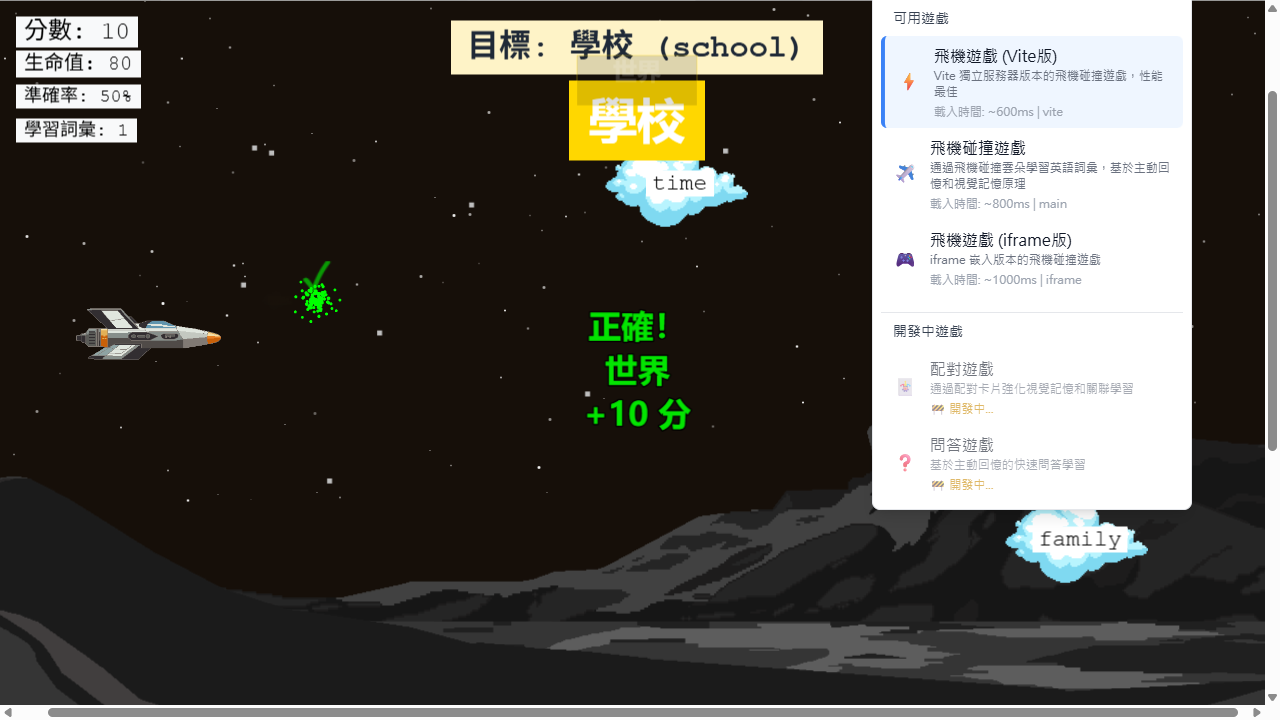 分數: 10
生命值: 80
準確率: 50%
學習詞彙: 1
目標: 學校 (school)
世界
學校
time
正確!
世界
+10 分
family
可用遊戲
飛機遊戲 (Vite版)
Vite 獨立服務器版本的飛機碰撞遊戲，性能
最佳
載入時間: ~600ms | vite
飛機碰撞遊戲
通過飛機碰撞雲朵學習英語詞彙，基於主動回
憶和視覺記憶原理
載入時間: ~800ms | main
飛機遊戲 (iframe版)
iframe 嵌入版本的飛機碰撞遊戲
載入時間: ~1000ms | iframe
開發中遊戲
配對遊戲
通過配對卡片強化視覺記憶和關聯學習
開發中...
問答遊戲
基於主動回憶的快速問答學習
開發中...